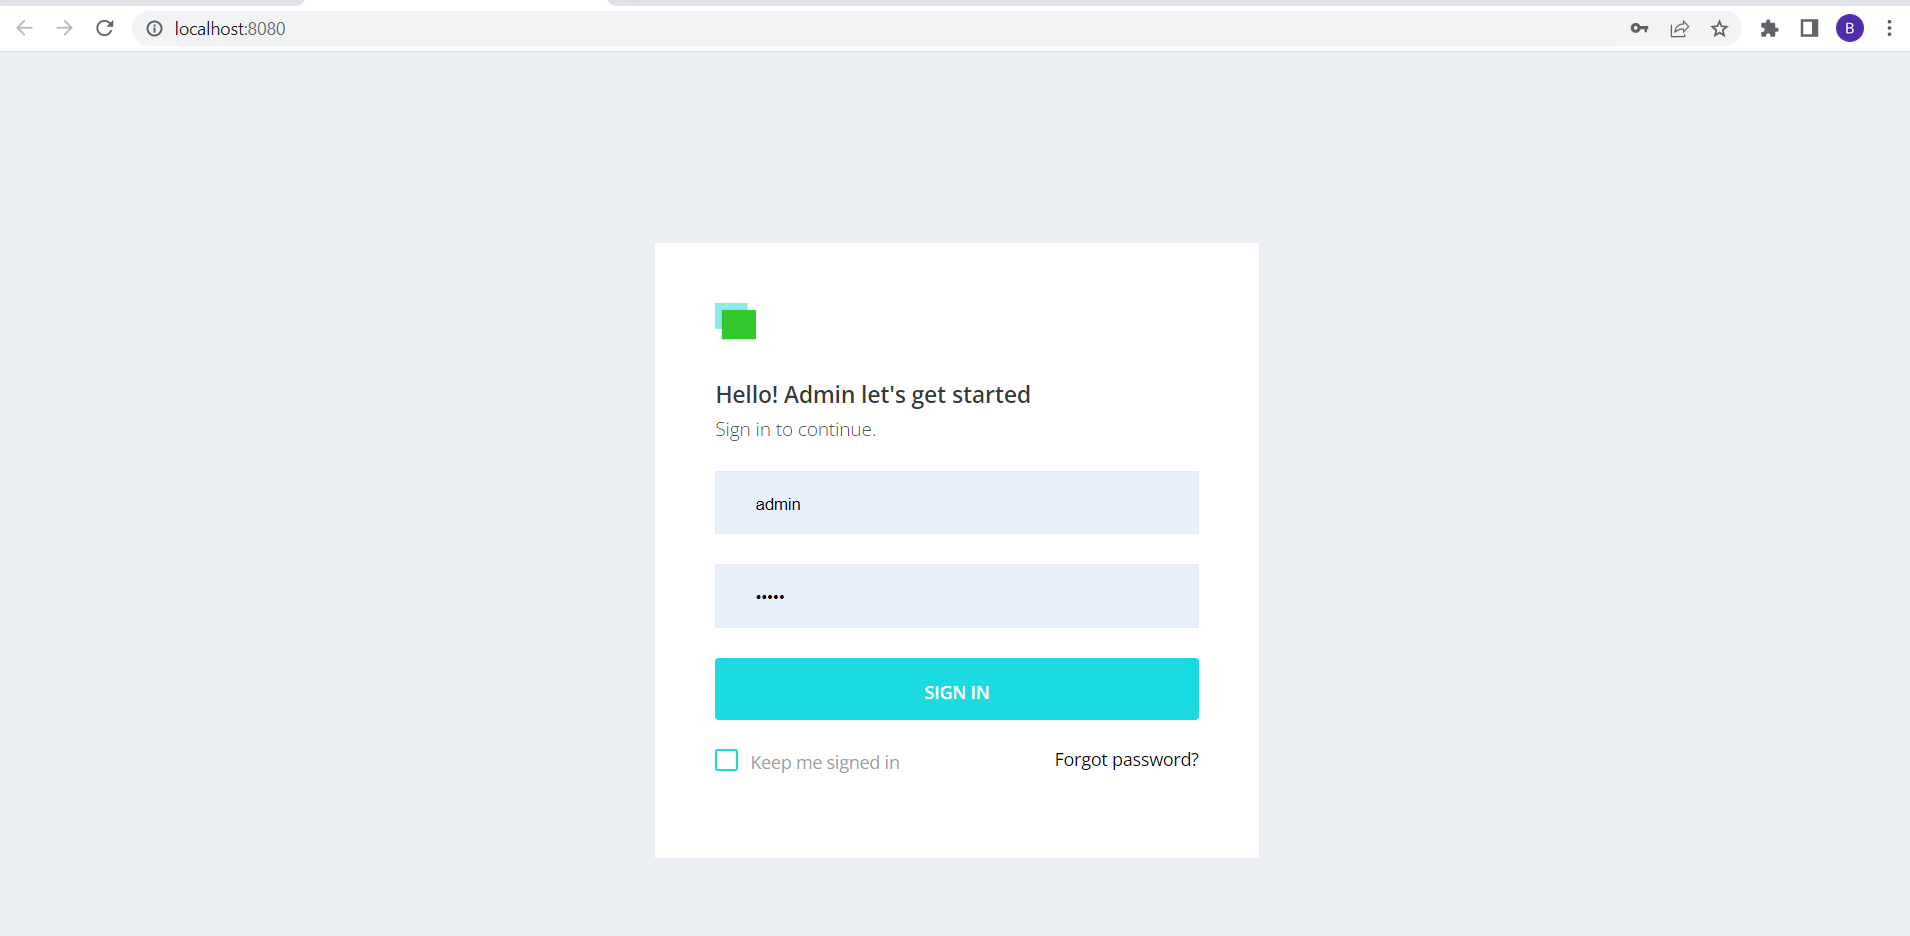 localhost:8080
B
Hello! Admin let's get started
Sign in to continue.
admin
•••••
SIGN IN
Keep me signed in
Forgot password?